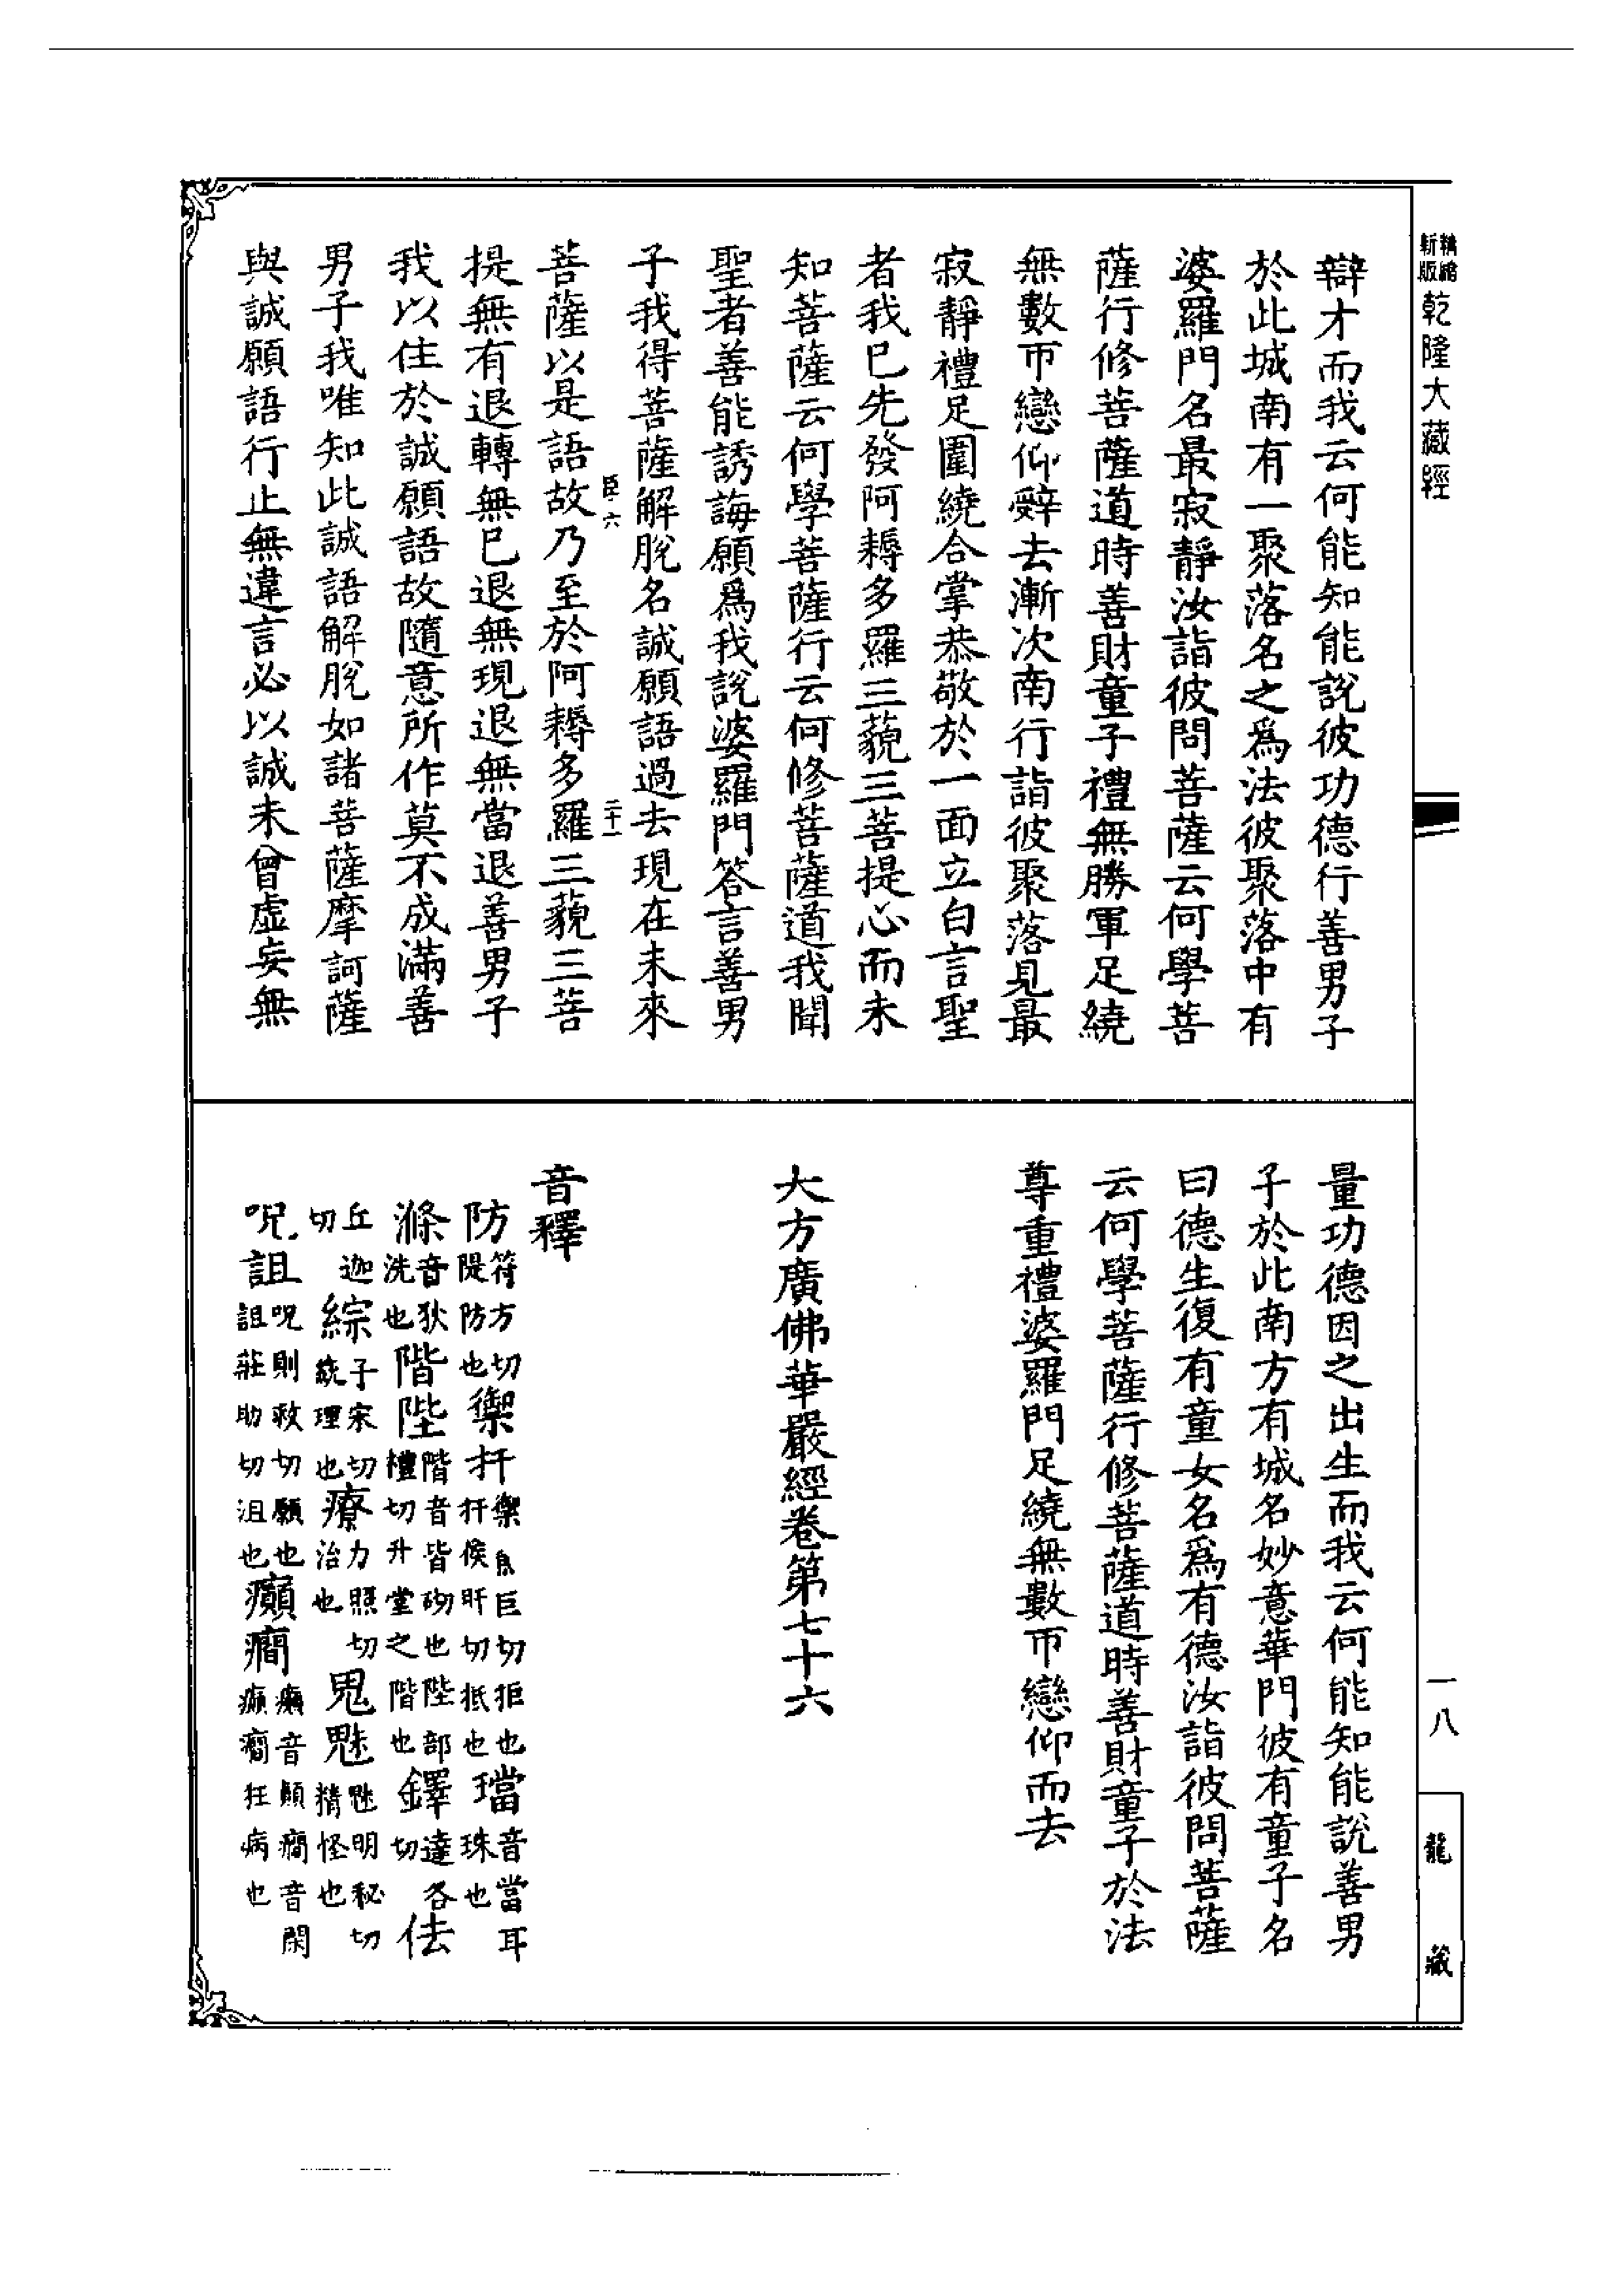 新版精縮
乾隆大藏經
辯才而我云何能知能說彼功德行善男子
於此城南有一聚落名之為法彼聚落中有
婆羅門名最寂靜汝詣彼問菩薩云何學菩
薩行修菩薩道時善財童子禮無勝軍足繞
無數帀戀仰辭去漸次南行詣彼聚落見最
寂靜禮足圍繞合掌恭敬於一面立白言聖
者我已先發阿耨多羅三藐三菩提心而未
知菩薩云何學菩薩行云何修菩薩道我聞
聖者善能誘誨願爲我說婆羅門答言善男
子我得菩薩解脫名誠願語過去現在未來
臣六
二十一
菩薩以是語故乃至於阿耨多羅三藐三菩
提無有退轉無已退無現退無當退善男子
我以住於誠願語故隨意所作莫不成滿善
男子我唯知此誠語解脫如諸菩薩摩訶薩
與誠願語行止無違言必以誠未曾虛妄無
量功德因之出生而我云何能知能說善男
子於此南方有城名妙意華門彼有童子名
曰德生復有童女名爲有德汝詣彼問菩薩
云何學菩薩行修菩薩道時善財童子於法
尊重禮婆羅門足繞無數帀戀仰而去
大方廣佛華嚴經卷第七十六
音釋
防符方切隄防也禦扞禦魚巨切拒也扞侯旰切抵也璫音當耳珠也
滌音狄洗也階陛階音皆砌也陛部禮切升堂之階也鐸達各切佉
丘迦切綜子宋切統理也療力照切治也鬼魅魅明秘切精怪也
呪詛呪則救切願也詛莊助切沮也癲癇癲音顛癇音閑癲癇狂病也
一八
龍藏